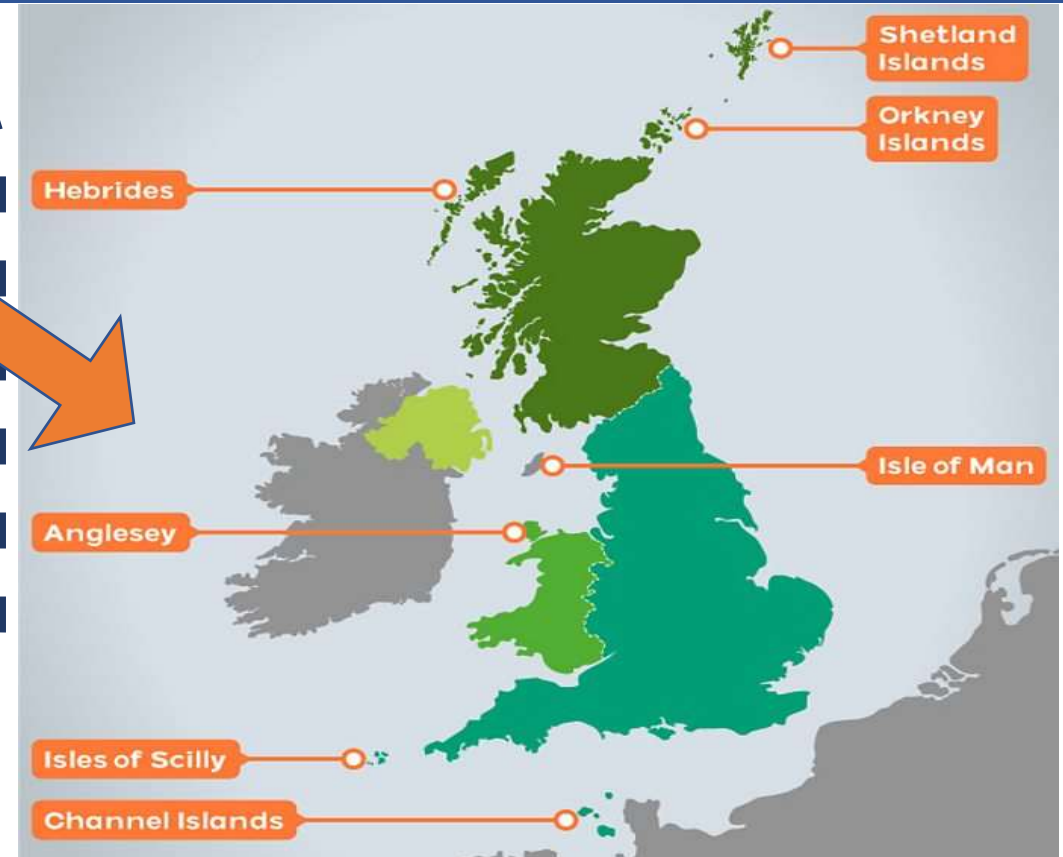 Shetland
Islands
Orkney
Islands
Hebrides
Isle of Man
Anglesey
Isles of Scilly
Channel Islands